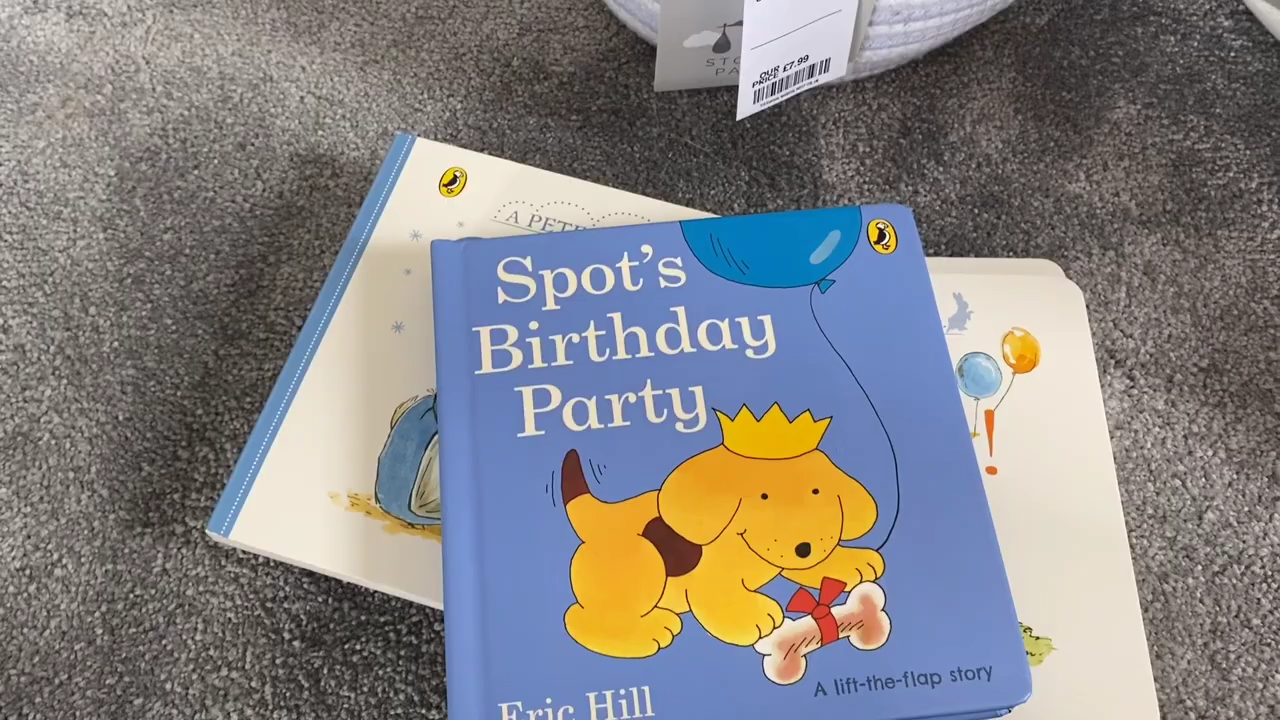 OUR
PRICE £7.99
A PETE
Spot's
Birthday
Party
!
A lift-the-flap story
Eric Hill